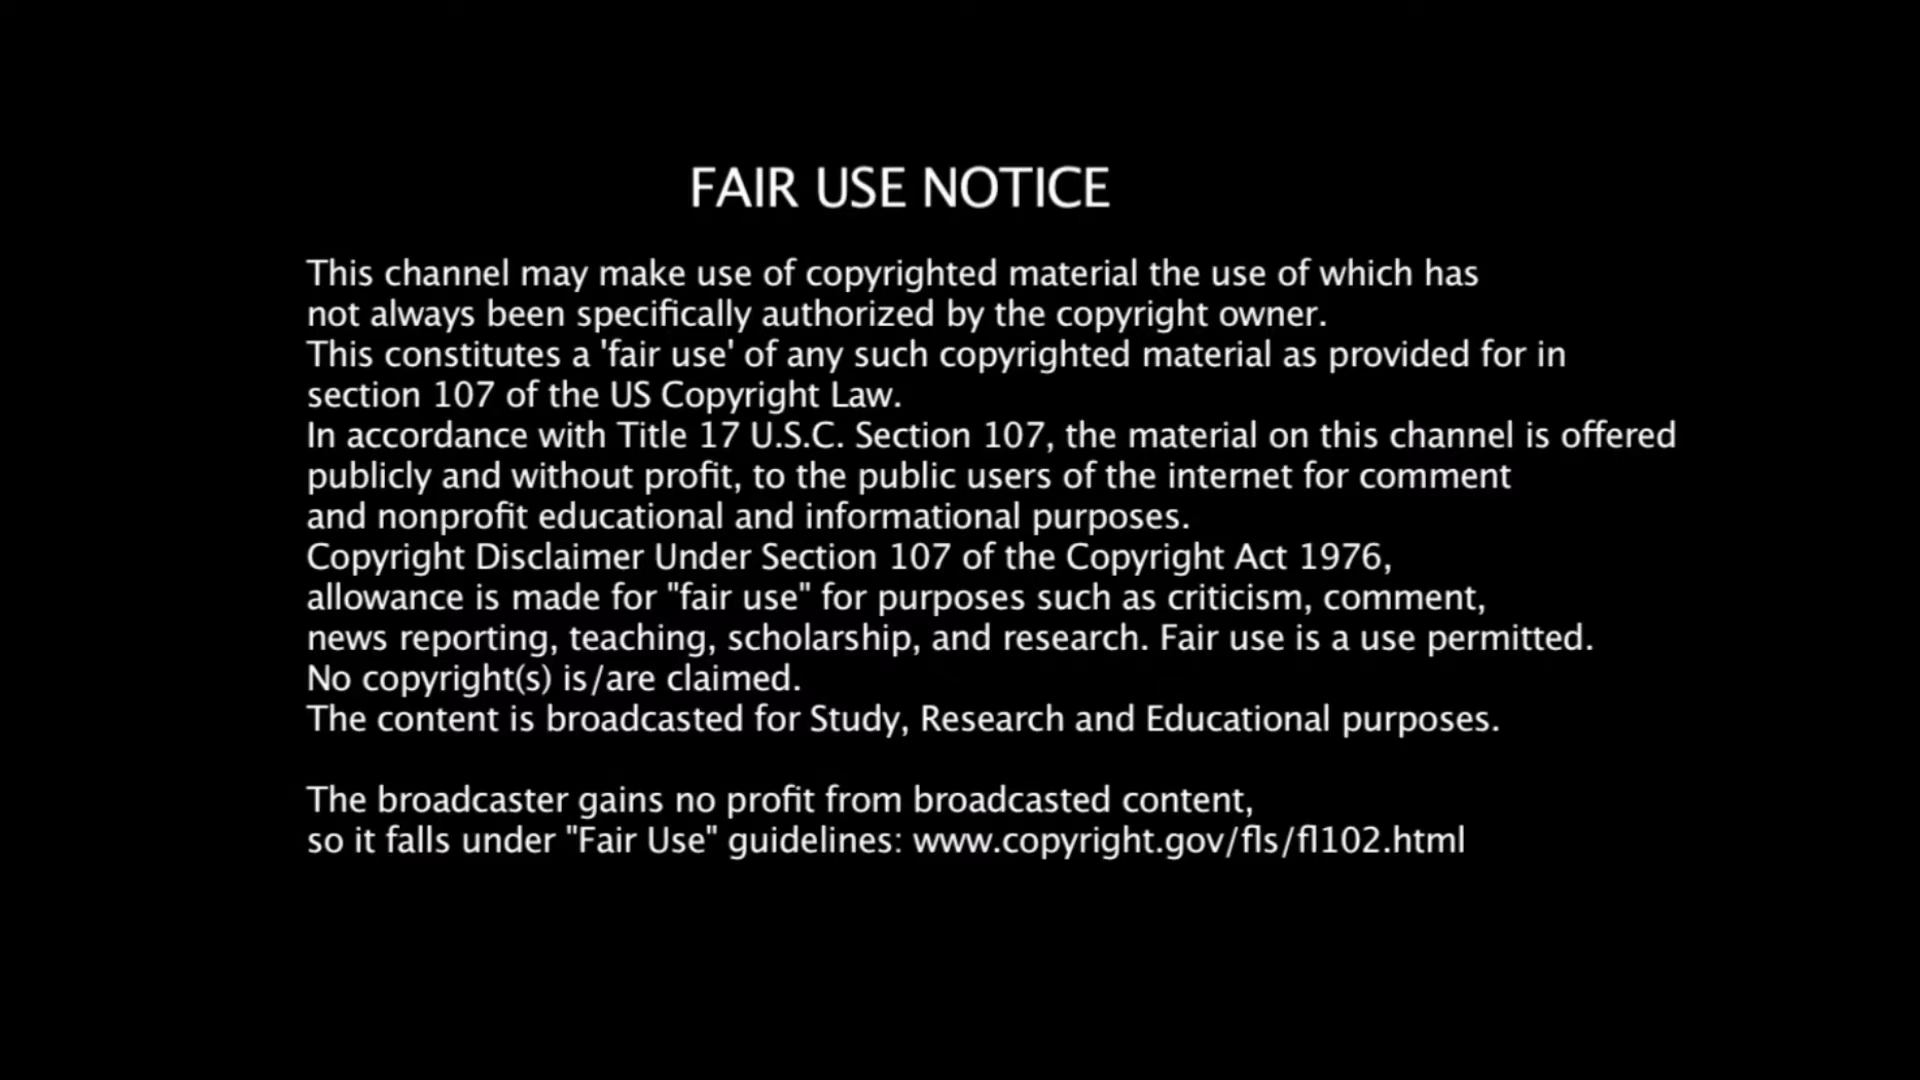 FAIR USE NOTICE
This channel may make use of copyrighted material the use of which has
not always been specifically authorized by the copyright owner.
This constitutes a 'fair use' of any such copyrighted material as provided for in
section 107 of the US Copyright Law.
In accordance with Title 17 U.S.C. Section 107, the material on this channel is offered
publicly and without profit, to the public users of the internet for comment
and nonprofit educational and informational purposes.
Copyright Disclaimer Under Section 107 of the Copyright Act 1976,
allowance is made for "fair use" for purposes such as criticism, comment,
news reporting, teaching, scholarship, and research. Fair use is a use permitted.
No copyright(s) is/are claimed.
The content is broadcasted for Study, Research and Educational purposes.
The broadcaster gains no profit from broadcasted content,
so it falls under "Fair Use" guidelines: www.copyright.gov/fls/fl102.html